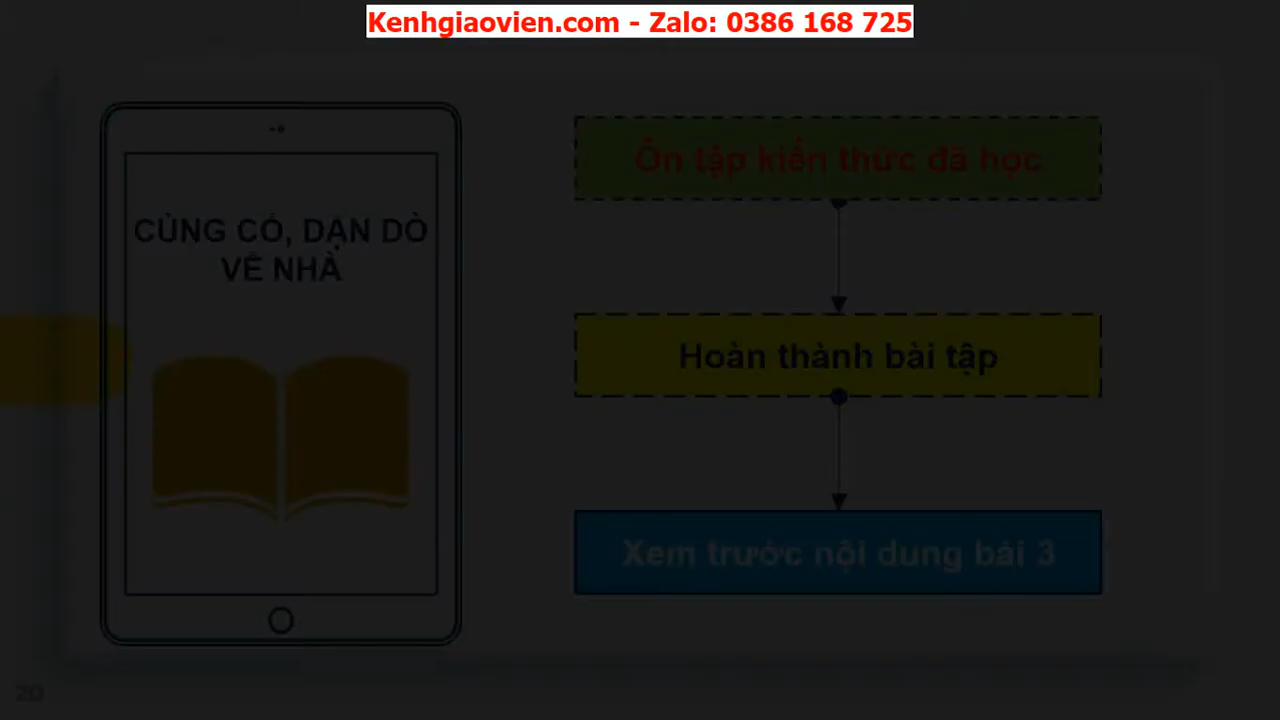 Kenhgiaovien.com - Zalo: 0386 168 725
CỦNG CỐ, DẶN DÒ
VỀ NHÀ
Ôn tập kiến thức đã học
Hoàn thành bài tập
Xem trước nội dung bài 3
20